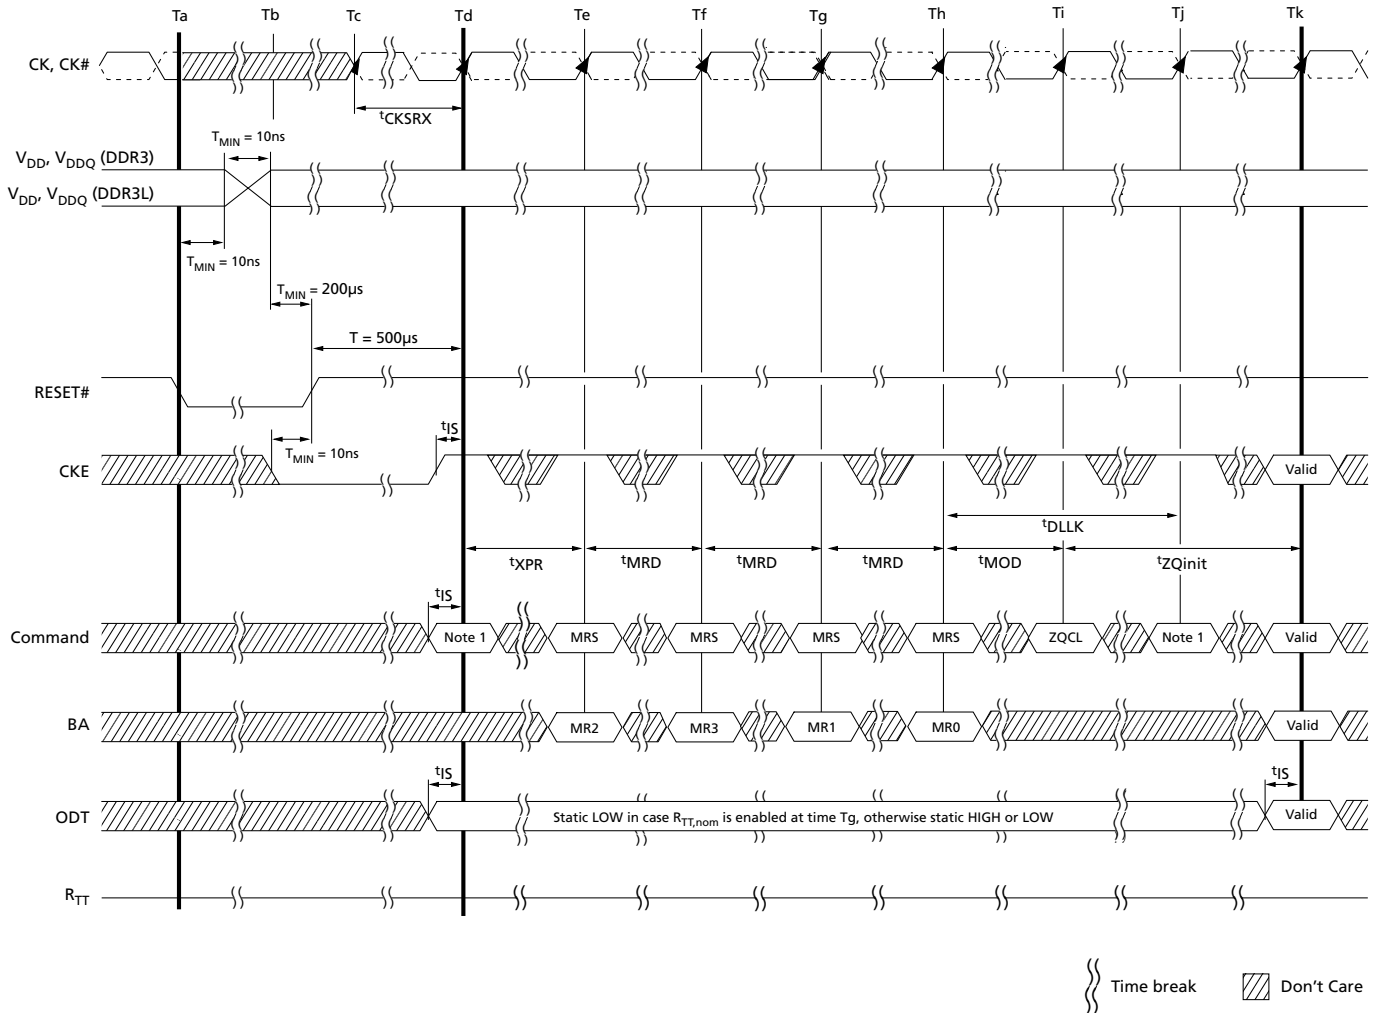 Ta Tb Tc Td Te Tf Tg Th Ti Tj Tk
CK, CK#
tCKSRX
TMIN = 10ns
VDD, VDDQ (DDR3)
VDD, VDDQ (DDR3L)
TMIN = 10ns
TMIN = 200µs
T = 500µs
RESET#
tIS
TMIN = 10ns
CKE Valid
tDLLK
tXPR tMRD tMRD tMRD tMOD tZQinit
tIS
Command Note 1 MRS MRS MRS MRS ZQCL Note 1 Valid
BA MR2 MR3 MR1 MR0 Valid
tIS tIS
ODT Static LOW in case RTT,nom is enabled at time Tg, otherwise static HIGH or LOW Valid
RTT
Time break Don't Care